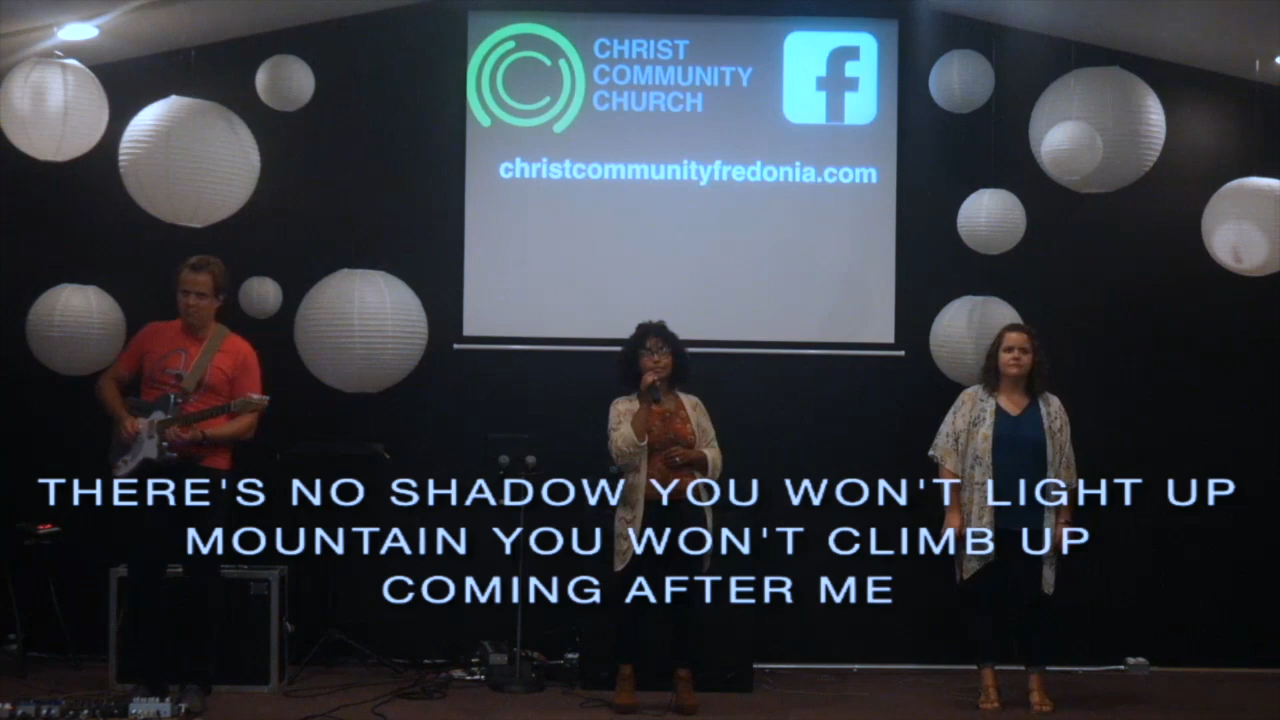 CHRIST
COMMUNITY
CHURCH
f
christcommunityfredonia.com
THERE'S NO SHADOW YOU WON'T LIGHT UP
MOUNTAIN YOU WON'T CLIMB UP
COMING AFTER ME